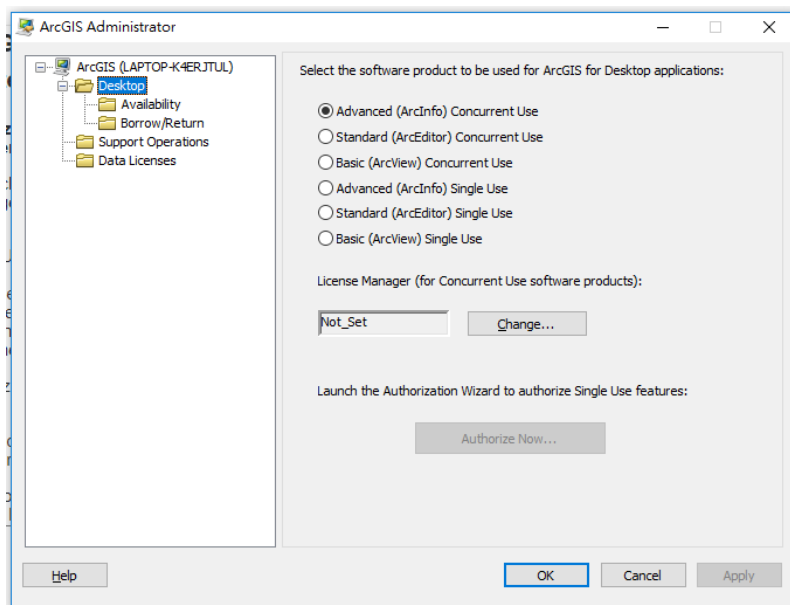 ArcGIS Administrator
ArcGIS (LAPTOP-K4ERJTUL)
Desktop
Availability
Borrow/Return
Support Operations
Data Licenses
Select the software product to be used for ArcGIS for Desktop applications:
Advanced (ArcInfo) Concurrent Use
Standard (ArcEditor) Concurrent Use
Basic (ArcView) Concurrent Use
Advanced (ArcInfo) Single Use
Standard (ArcEditor) Single Use
Basic (ArcView) Single Use
License Manager (for Concurrent Use software products):
Not_Set
Change...
Launch the Authorization Wizard to authorize Single Use features:
Authorize Now...
Help
OK
Cancel
Apply